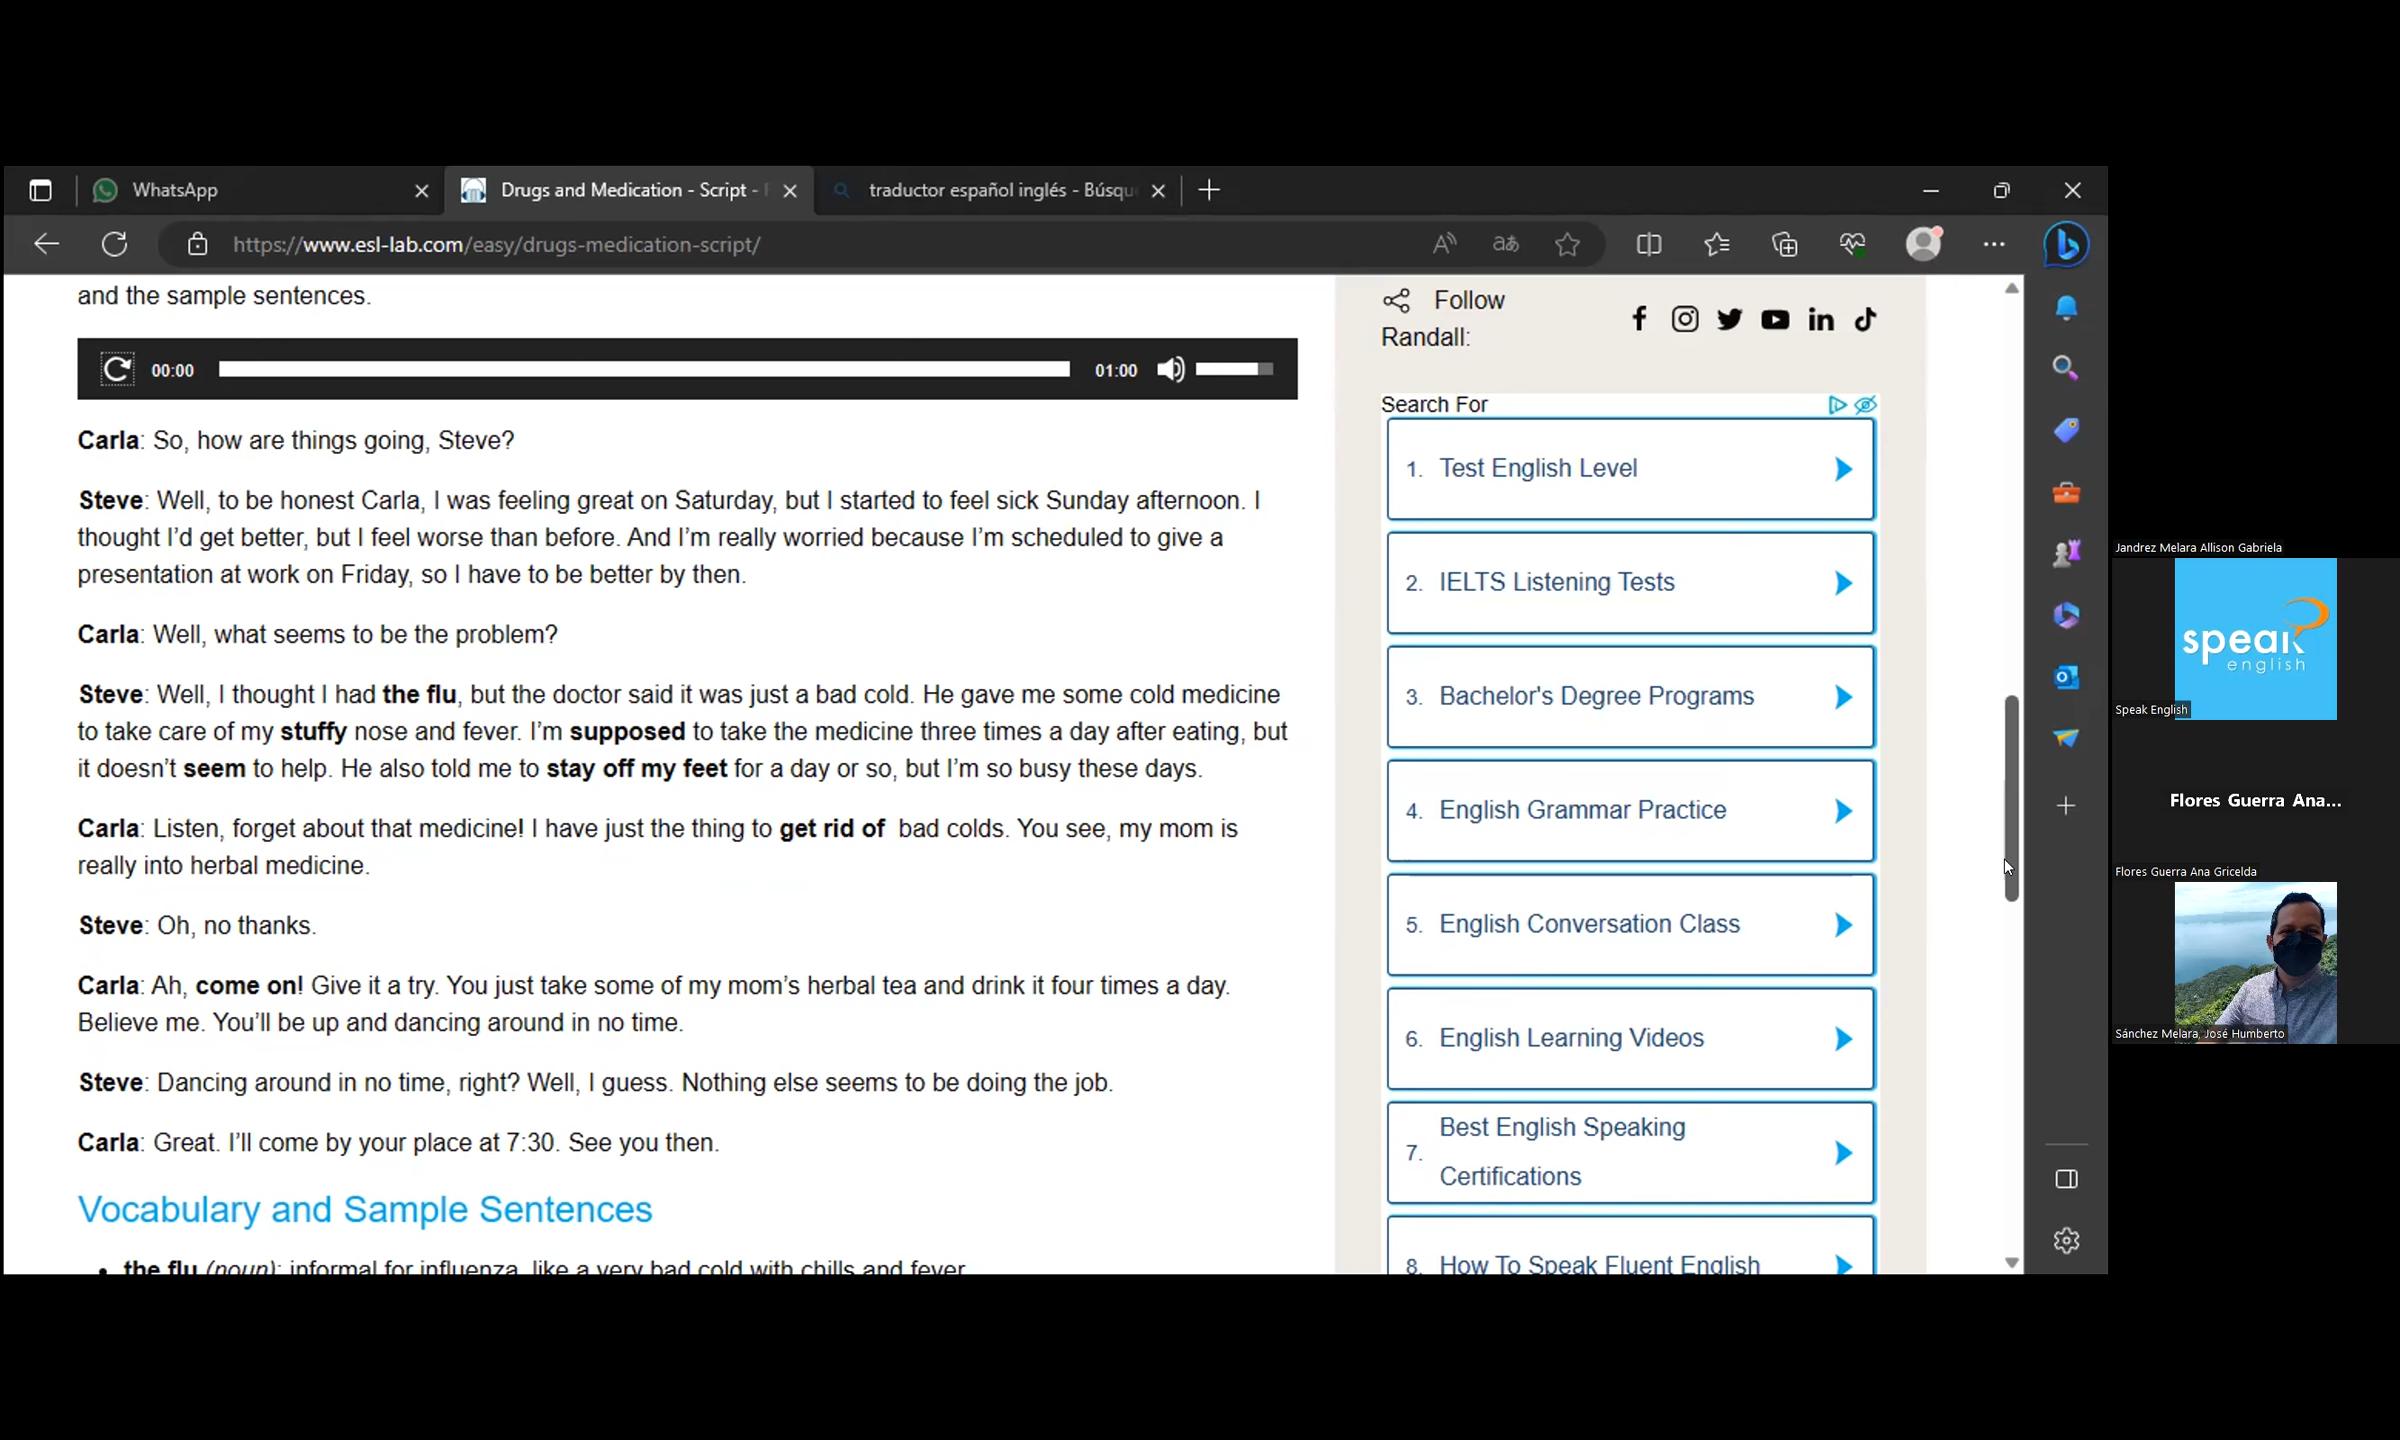 WhatsApp
Drugs and Medication - Script -
traductor español inglés - Búsqu
https://www.esl-lab.com/easy/drugs-medication-script/
and the sample sentences.
00:00
01:00
Carla: So, how are things going, Steve?
Steve: Well, to be honest Carla, I was feeling great on Saturday, but I started to feel sick Sunday afternoon. I
thought I’d get better, but I feel worse than before. And I’m really worried because I’m scheduled to give a
presentation at work on Friday, so I have to be better by then.
Carla: Well, what seems to be the problem?
Steve: Well, I thought I had the flu, but the doctor said it was just a bad cold. He gave me some cold medicine
to take care of my stuffy nose and fever. I’m supposed to take the medicine three times a day after eating, but
it doesn’t seem to help. He also told me to stay off my feet for a day or so, but I’m so busy these days.
Carla: Listen, forget about that medicine! I have just the thing to get rid of bad colds. You see, my mom is
really into herbal medicine.
Steve: Oh, no thanks.
Carla: Ah, come on! Give it a try. You just take some of my mom’s herbal tea and drink it four times a day.
Believe me. You’ll be up and dancing around in no time.
Steve: Dancing around in no time, right? Well, I guess. Nothing else seems to be doing the job.
Carla: Great. I’ll come by your place at 7:30. See you then.
Vocabulary and Sample Sentences
• the flu (noun): informal for influenza, like a very bad cold with chills and fever
Follow
Randall:
Search For
1. Test English Level
2. IELTS Listening Tests
3. Bachelor's Degree Programs
4. English Grammar Practice
5. English Conversation Class
6. English Learning Videos
7. Best English Speaking
Certifications
8. How To Speak Fluent English
Jandrez Melara Allison Gabriela
speak
english
Speak English
Flores Guerra Ana...
Flores Guerra Ana Gricelda
Sánchez Melara, José Humberto